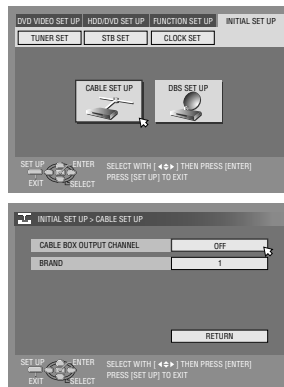 DVD VIDEO SET UP HDD/DVD SET UP FUNCTION SET UP INITIAL SET UP
TUNER SET STB SET CLOCK SET
CABLE SET UP DBS SET UP
SET UP ENTER SELECT WITH [ ] THEN PRESS [ENTER]
EXIT SELECT PRESS [SET UP] TO EXIT
INITIAL SET UP > CABLE SET UP
CABLE BOX OUTPUT CHANNEL OFF
BRAND 1
RETURN
SET UP ENTER SELECT WITH [ ] THEN PRESS [ENTER]
EXIT SELECT PRESS [SET UP] TO EXIT